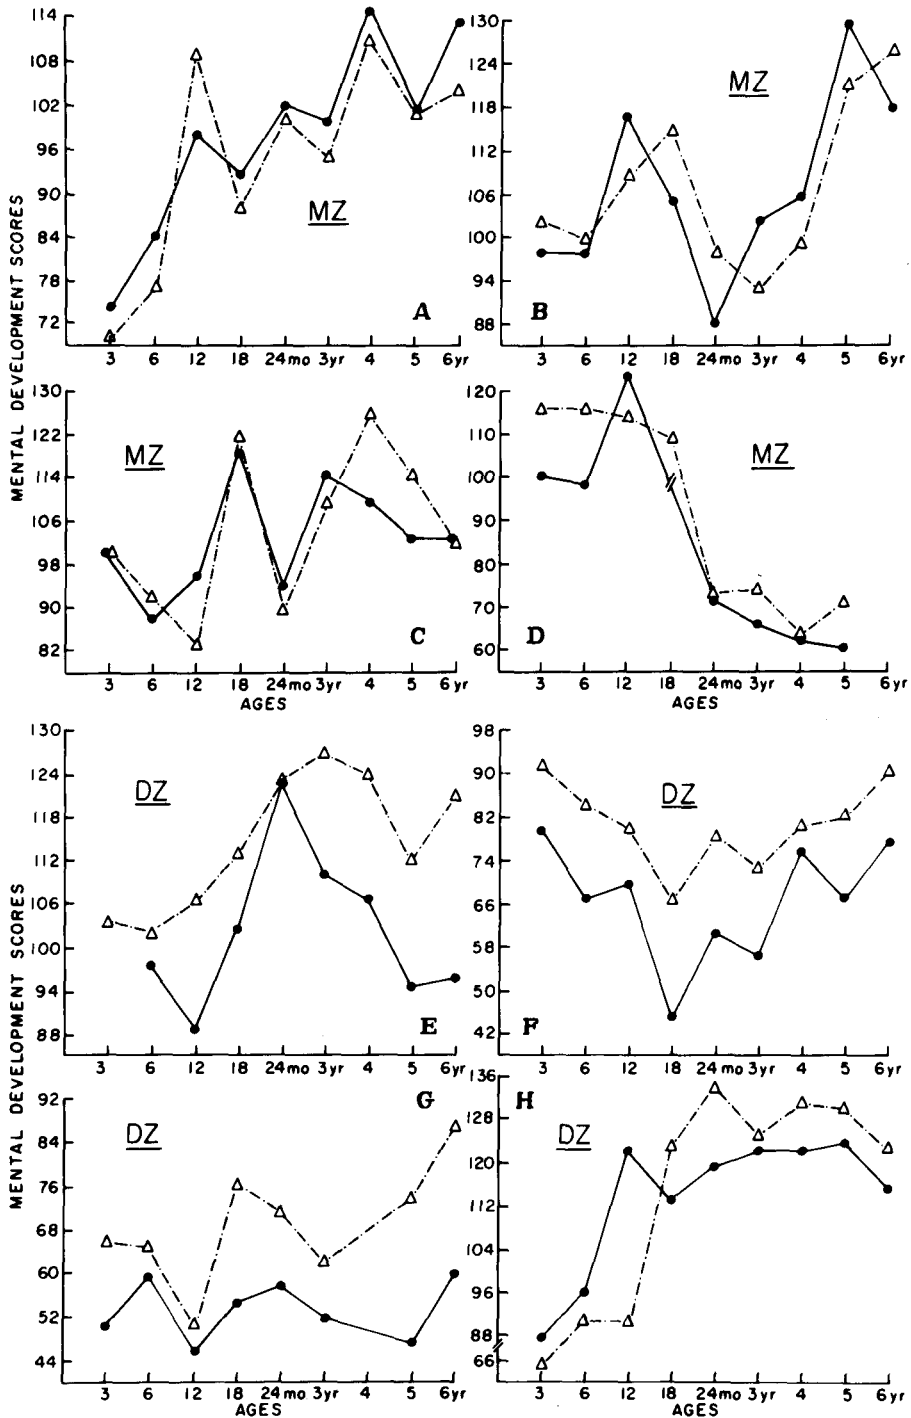 MENTAL DEVELOPMENT SCORES
114
108
102
96
90
84
78
72
MZ
A
3 6 12 18 24mo 3yr 4 5 6yr
130
124
118
112
106
100
94
88
MZ
B
3 6 12 18 24mo 3yr 4 5 6yr
130
122
114
106
98
90
82
MZ
C
3 6 12 18 24mo 3yr 4 5 6yr
AGES
120
110
100
90
80
70
60
MZ
D
3 6 12 18 24mo 3yr 4 5 6yr
AGES
MENTAL DEVELOPMENT SCORES
130
124
118
112
106
100
94
88
DZ
E
3 6 12 18 24mo 3yr 4 5 6yr
98
90
82
74
66
58
50
42
DZ
F
3 6 12 18 24mo 3yr 4 5 6yr
92
84
76
68
60
52
44
DZ
G
3 6 12 18 24mo 3yr 4 5 6yr
AGES
136
128
120
112
104
96
88
66
DZ
H
3 6 12 18 24mo 3yr 4 5 6yr
AGES